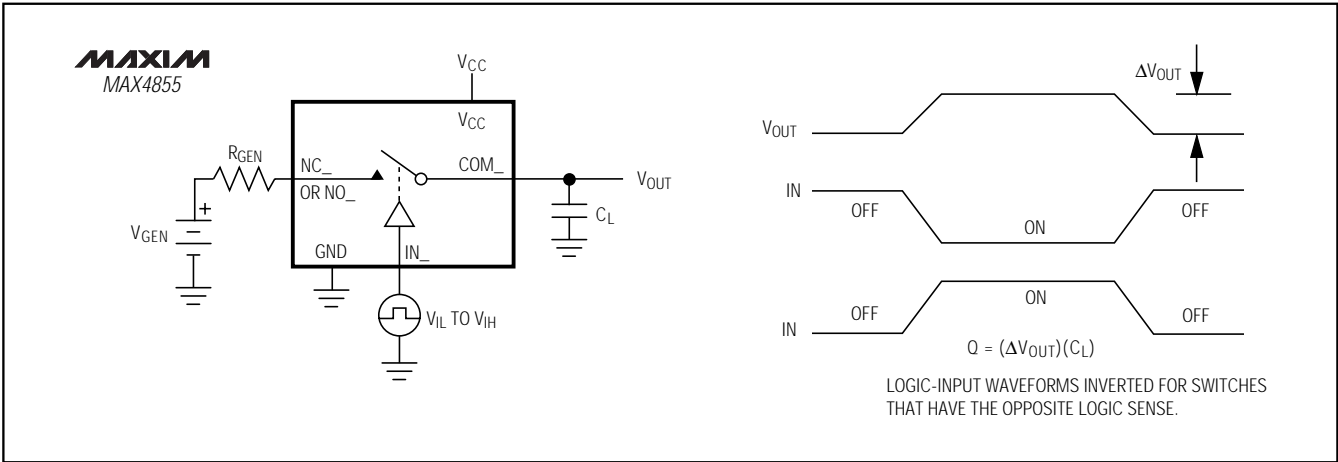 MAXIM
MAX4855
VCC
VCC
RGEN
NC_
OR NO_
COM_
VOUT
CL
VGEN
+
GND
IN_
VIL TO VIH
ΔVOUT
VOUT
IN
OFF
ON
OFF
IN
OFF
ON
OFF
Q = (ΔVOUT)(CL)
LOGIC-INPUT WAVEFORMS INVERTED FOR SWITCHES
THAT HAVE THE OPPOSITE LOGIC SENSE.